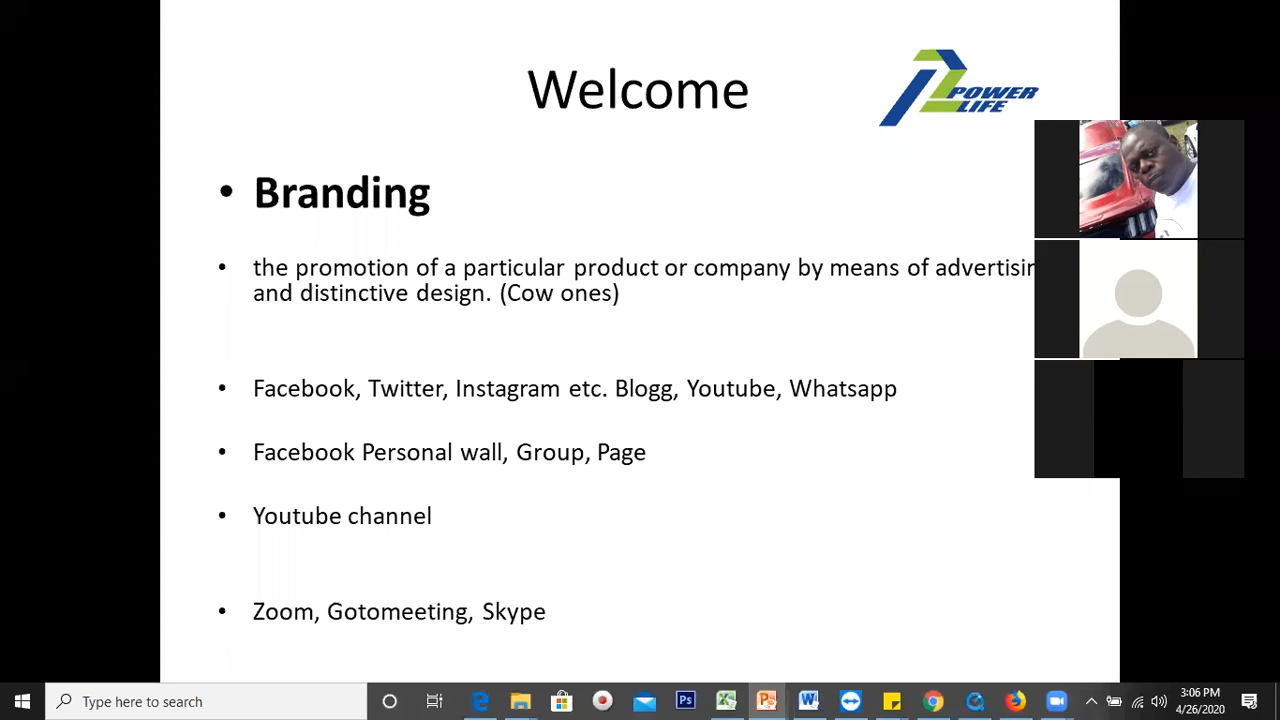 Welcome
POWER
LIFE
• Branding
• the promotion of a particular product or company by means of advertisin
and distinctive design. (Cow ones)
• Facebook, Twitter, Instagram etc. Blogg, Youtube, Whatsapp
• Facebook Personal wall, Group, Page
• Youtube channel
• Zoom, Gotomeeting, Skype
Type here to search
3:06 PM
4/26/2020